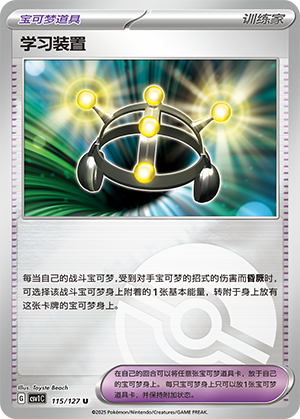 宝可梦道具
训练家
学习装置
每当自己的战斗宝可梦,受到对手宝可梦的招式的伤害而昏厥时,
可选择该战斗宝可梦身上附着的1张基本能量,转附于身上放有
这张卡牌的宝可梦身上。
在自己的回合可以将任意张宝可梦道具卡,放于自己
的宝可梦身上。每只宝可梦身上只可以放1张宝可梦道
具卡,并保持附加状态。
Illus. Toyste Beach
G CSV1C 115/127 U
©2025 Pokémon/Nintendo/Creatures/GAME FREAK.